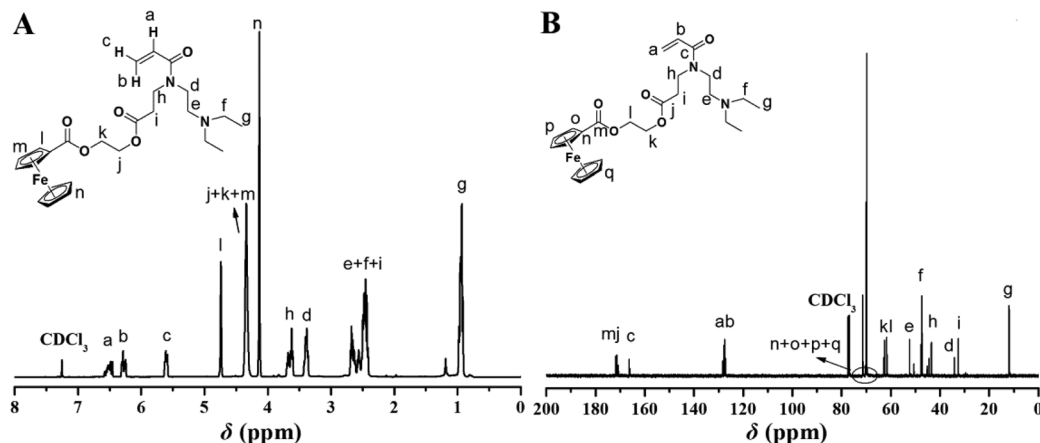 A
a
n
c
H
H
O
b
H
N
d
h
e
f
O
O
i
N
g
l
k
O
m
O
j
Fe
n
j+k+m
g
l
e+f+i
h
d
CDCl3
a
b
c
8
7
6
5
4
3
2
1
0
δ (ppm)
B
b
a
O
c
N
d
h
e
f
O
O
l
i
N
g
o
j
p
m
O
O
n
k
Fe
q
f
CDCl3
g
mj
c
ab
n+o+p+q
kl
e
h
d
i
200
180
160
140
120
100
80
60
40
20
0
δ (ppm)